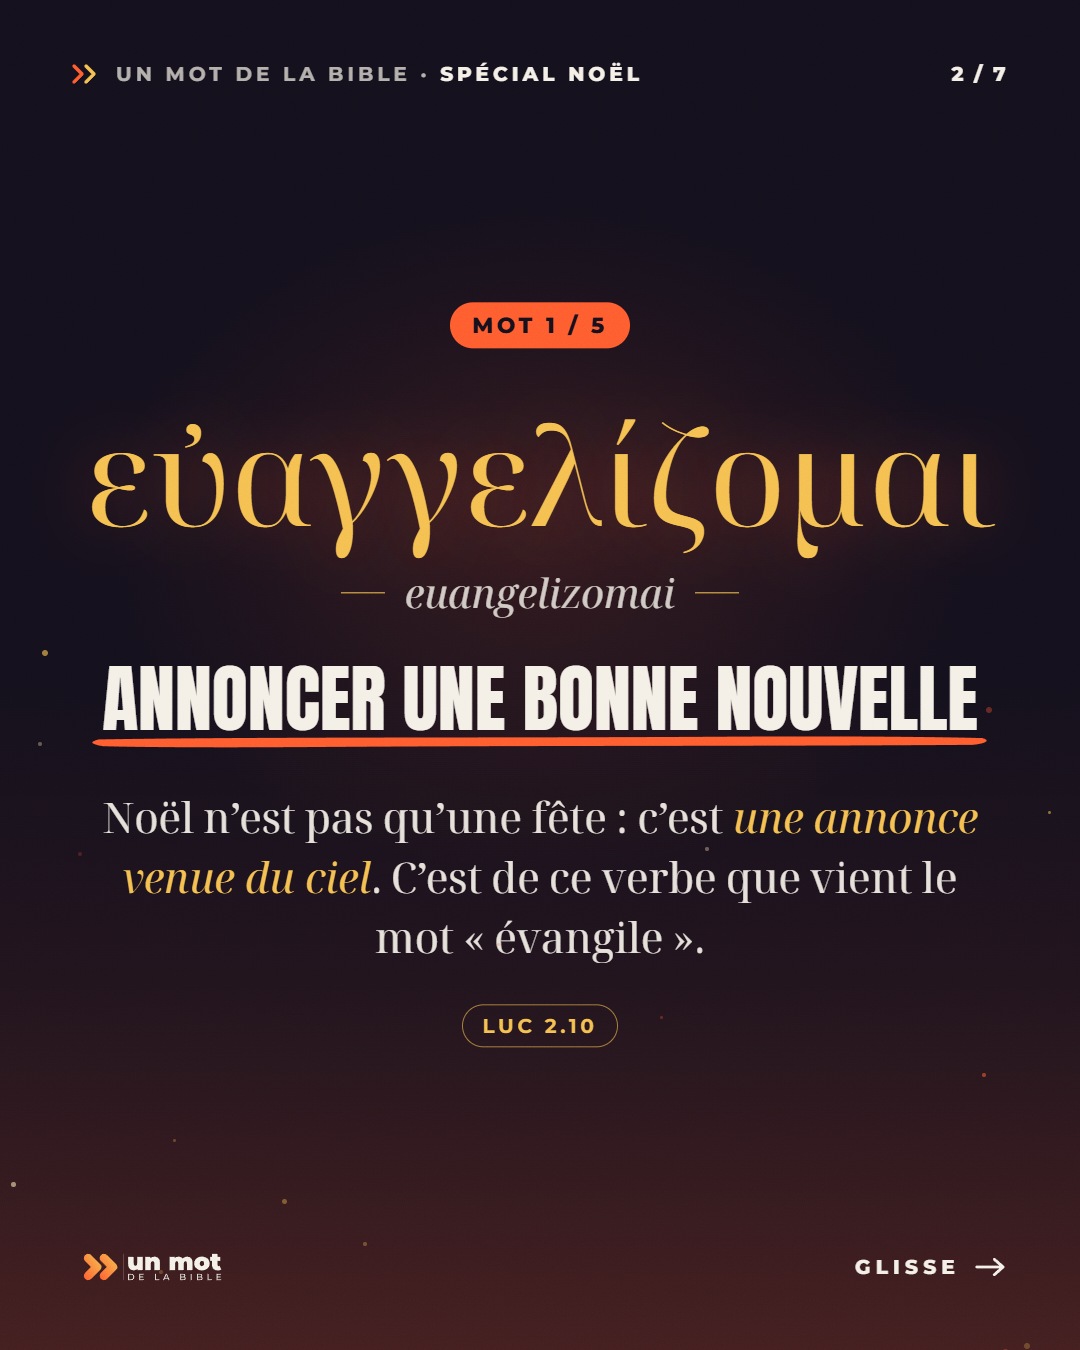 UN MOT DE LA BIBLE · SPÉCIAL NOËL
2 / 7
MOT 1 / 5
εὐαγγελίζομαι
euangelizomai
ANNONCER UNE BONNE NOUVELLE
Noël n’est pas qu’une fête : c’est une annonce
venue du ciel. C’est de ce verbe que vient le
mot « évangile ».
LUC 2.10
un mot
DE LA BIBLE
GLISSE →